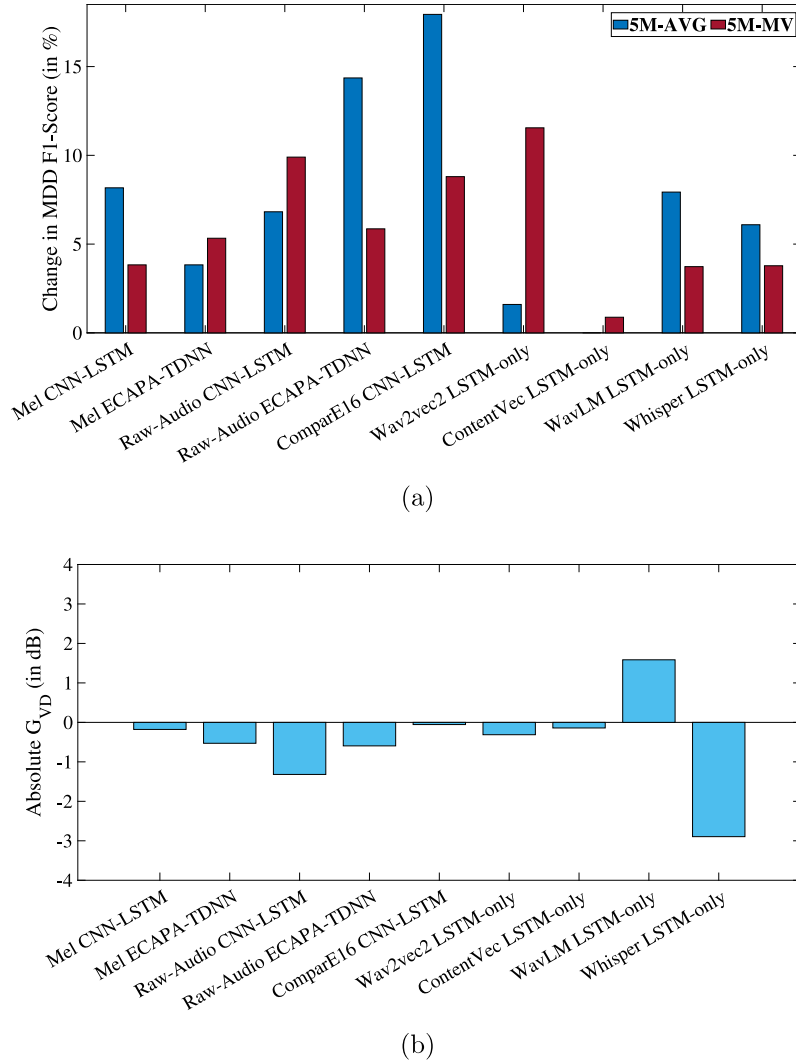 5M-AVG 5M-MV
Change in MDD F1-Score (in %)
15
10
5
0
Mel CNN-LSTM
Mel ECAPA-TDNN
Raw-Audio CNN-LSTM
Raw-Audio ECAPA-TDNN
ComparE16 CNN-LSTM
Wav2vec2 LSTM-only
ContentVec LSTM-only
WavLM LSTM-only
Whisper LSTM-only
(a)
Absolute G_VD (in dB)
4
3
2
1
0
-1
-2
-3
-4
Mel CNN-LSTM
Mel ECAPA-TDNN
Raw-Audio CNN-LSTM
Raw-Audio ECAPA-TDNN
ComparE16 CNN-LSTM
Wav2vec2 LSTM-only
ContentVec LSTM-only
WavLM LSTM-only
Whisper LSTM-only
(b)